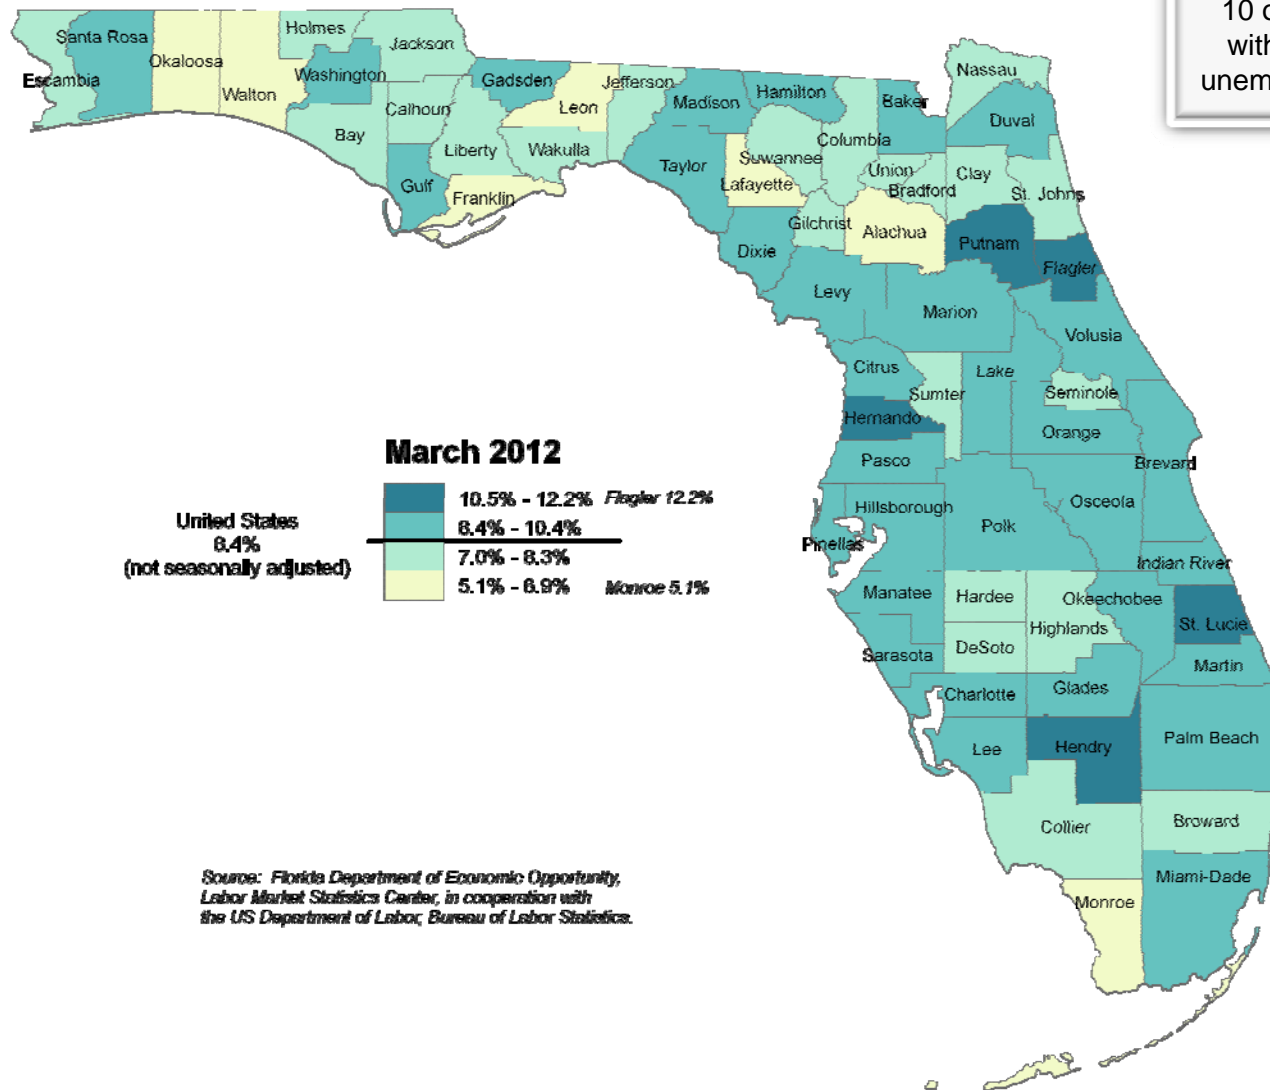 10 c
with
unem
Santa Rosa
Escambia
Okaloosa
Walton
Holmes
Washington
Jackson
Calhoun
Bay
Gulf
Gadsden
Liberty
Franklin
Leon
Wakulla
Jefferson
Madison
Taylor
Hamilton
Suwannee
Lafayette
Dixie
Columbia
Gilchrist
Baker
Union
Bradford
Alachua
Nassau
Duval
Clay
St. Johns
Putnam
Flagler
Levy
Marion
Volusia
Citrus
Sumter
Lake
Seminole
Hernando
Orange
Pasco
Brevard
Hillsborough
Pinellas
Polk
Osceola
Indian River
Manatee
Hardee
Okeechobee
Highlands
St. Lucie
Sarasota
DeSoto
Martin
Charlotte
Glades
Lee
Hendry
Palm Beach
Collier
Broward
Miami-Dade
Monroe
March 2012
10.5% - 12.2% Flagler 12.2%
8.4% - 10.4%
7.0% - 8.3%
5.1% - 6.9% Monroe 5.1%
United States
8.4%
(not seasonally adjusted)
Source: Florida Department of Economic Opportunity,
Labor Market Statistics Center, in cooperation with
the US Department of Labor, Bureau of Labor Statistics.